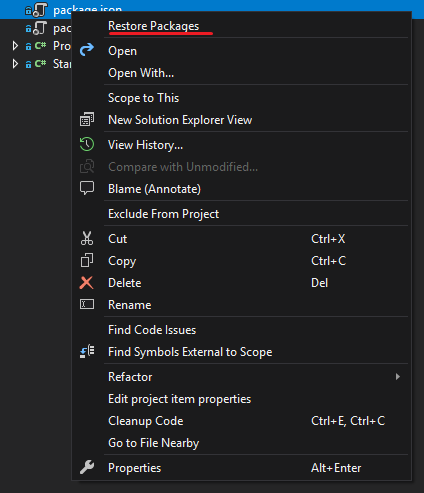 package.json
Restore Packages
Open
Open With...
Scope to This
New Solution Explorer View
View History...
Compare with Unmodified...
Blame (Annotate)
Exclude From Project
Cut Ctrl+X
Copy Ctrl+C
Delete Del
Rename
Find Code Issues
Find Symbols External to Scope
Refactor
Edit project item properties
Cleanup Code Ctrl+E, Ctrl+C
Go to File Nearby
Properties Alt+Enter
pac
C# Pro
C# Star